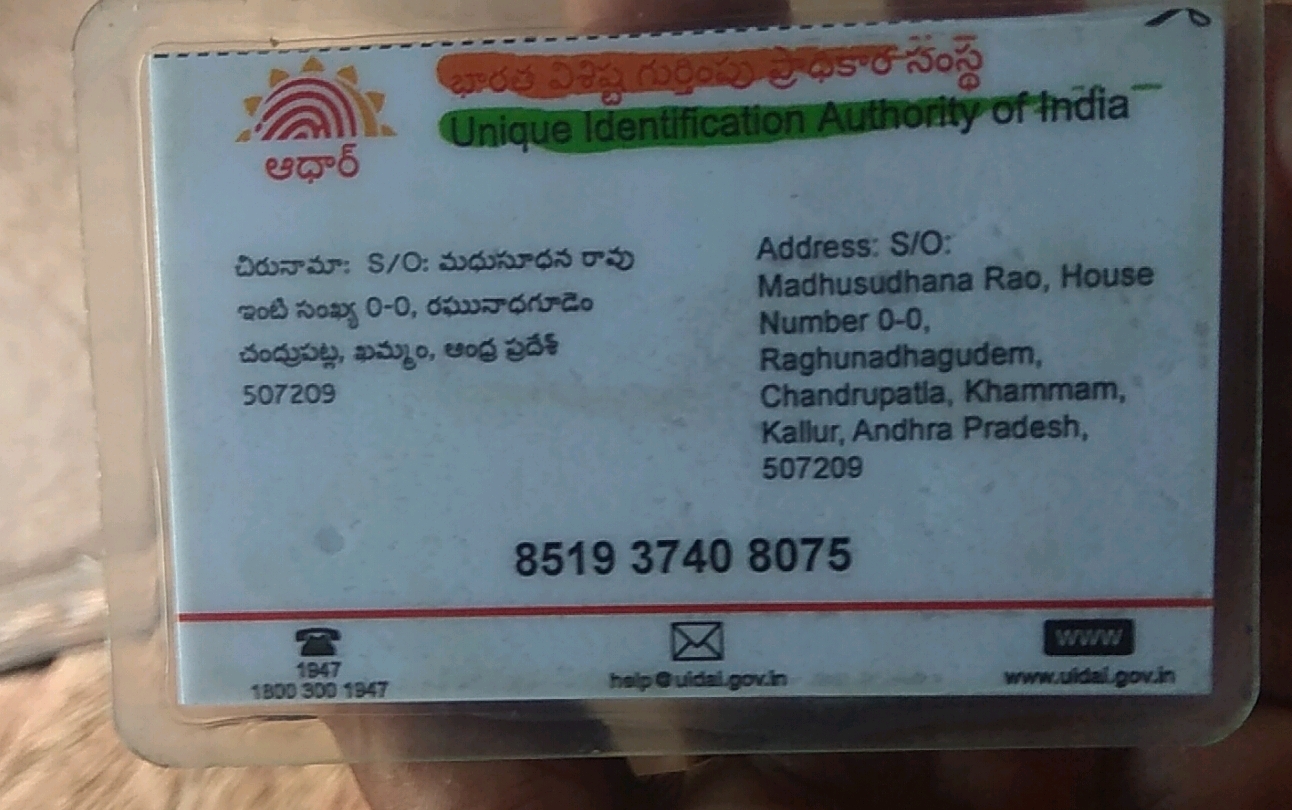 భారత విశిష్ట గుర్తింపు ప్రాధికార సంస్థ
Unique Identification Authority of India
ఆధార్
చిరునామా: S/O: మధుసూధన రావు
ఇంటి సంఖ్య 0-0, రఘునాధగూడెం
చంద్రుపట్ల, ఖమ్మం, ఆంధ్ర ప్రదేశ్
507209
Address: S/O:
Madhusudhana Rao, House
Number 0-0,
Raghunadhagudem,
Chandrupatla, Khammam,
Kallur, Andhra Pradesh,
507209
8519 3740 8075
1947
1800 300 1947
help@uidai.gov.in
www
www.uidai.gov.in